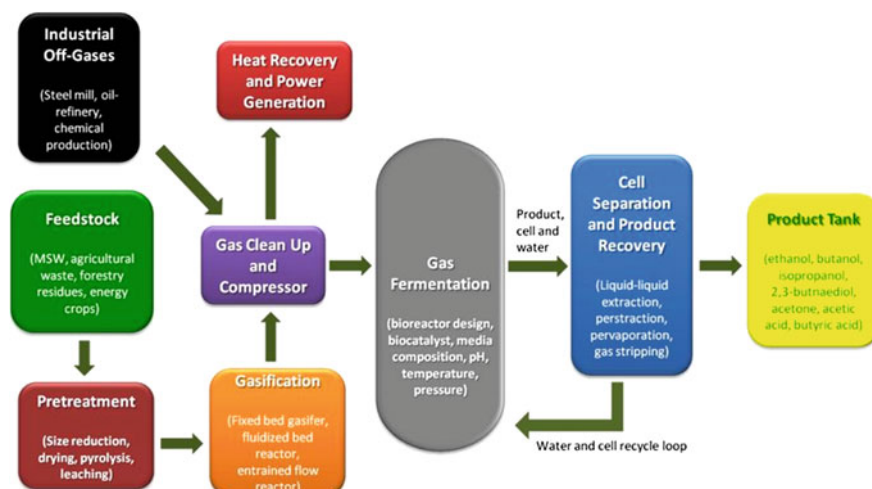 Industrial
Off-Gases
(Steel mill, oil-
refinery,
chemical
production)
Heat Recovery
and Power
Generation
Feedstock
(MSW, agricultural
waste, forestry
residues, energy
crops)
Gas Clean Up
and
Compressor
Pretreatment
(Size reduction,
drying, pyrolysis,
leaching)
Gasification
(Fixed bed gasifer,
fluidized bed
reactor,
entrained flow
reactor)
Gas
Fermentation
(bioreactor design,
biocatalyst, media
composition, pH,
temperature,
pressure)
Product,
cell and
water
Cell
Separation
and Product
Recovery
(Liquid-liquid
extraction,
perstraction,
pervaporation,
gas stripping)
Water and cell recycle loop
Product Tank
(ethanol, butanol,
isopropanol,
2,3-butnaediol,
acetone, acetic
acid, butyric acid)